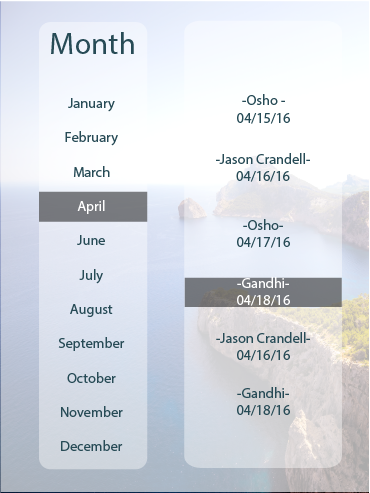 Month
January
February
March
April
June
July
August
September
October
November
December
-Osho -
04/15/16
-Jason Crandell-
04/16/16
-Osho-
04/17/16
-Gandhi-
04/18/16
-Jason Crandell-
04/16/16
-Gandhi-
04/18/16